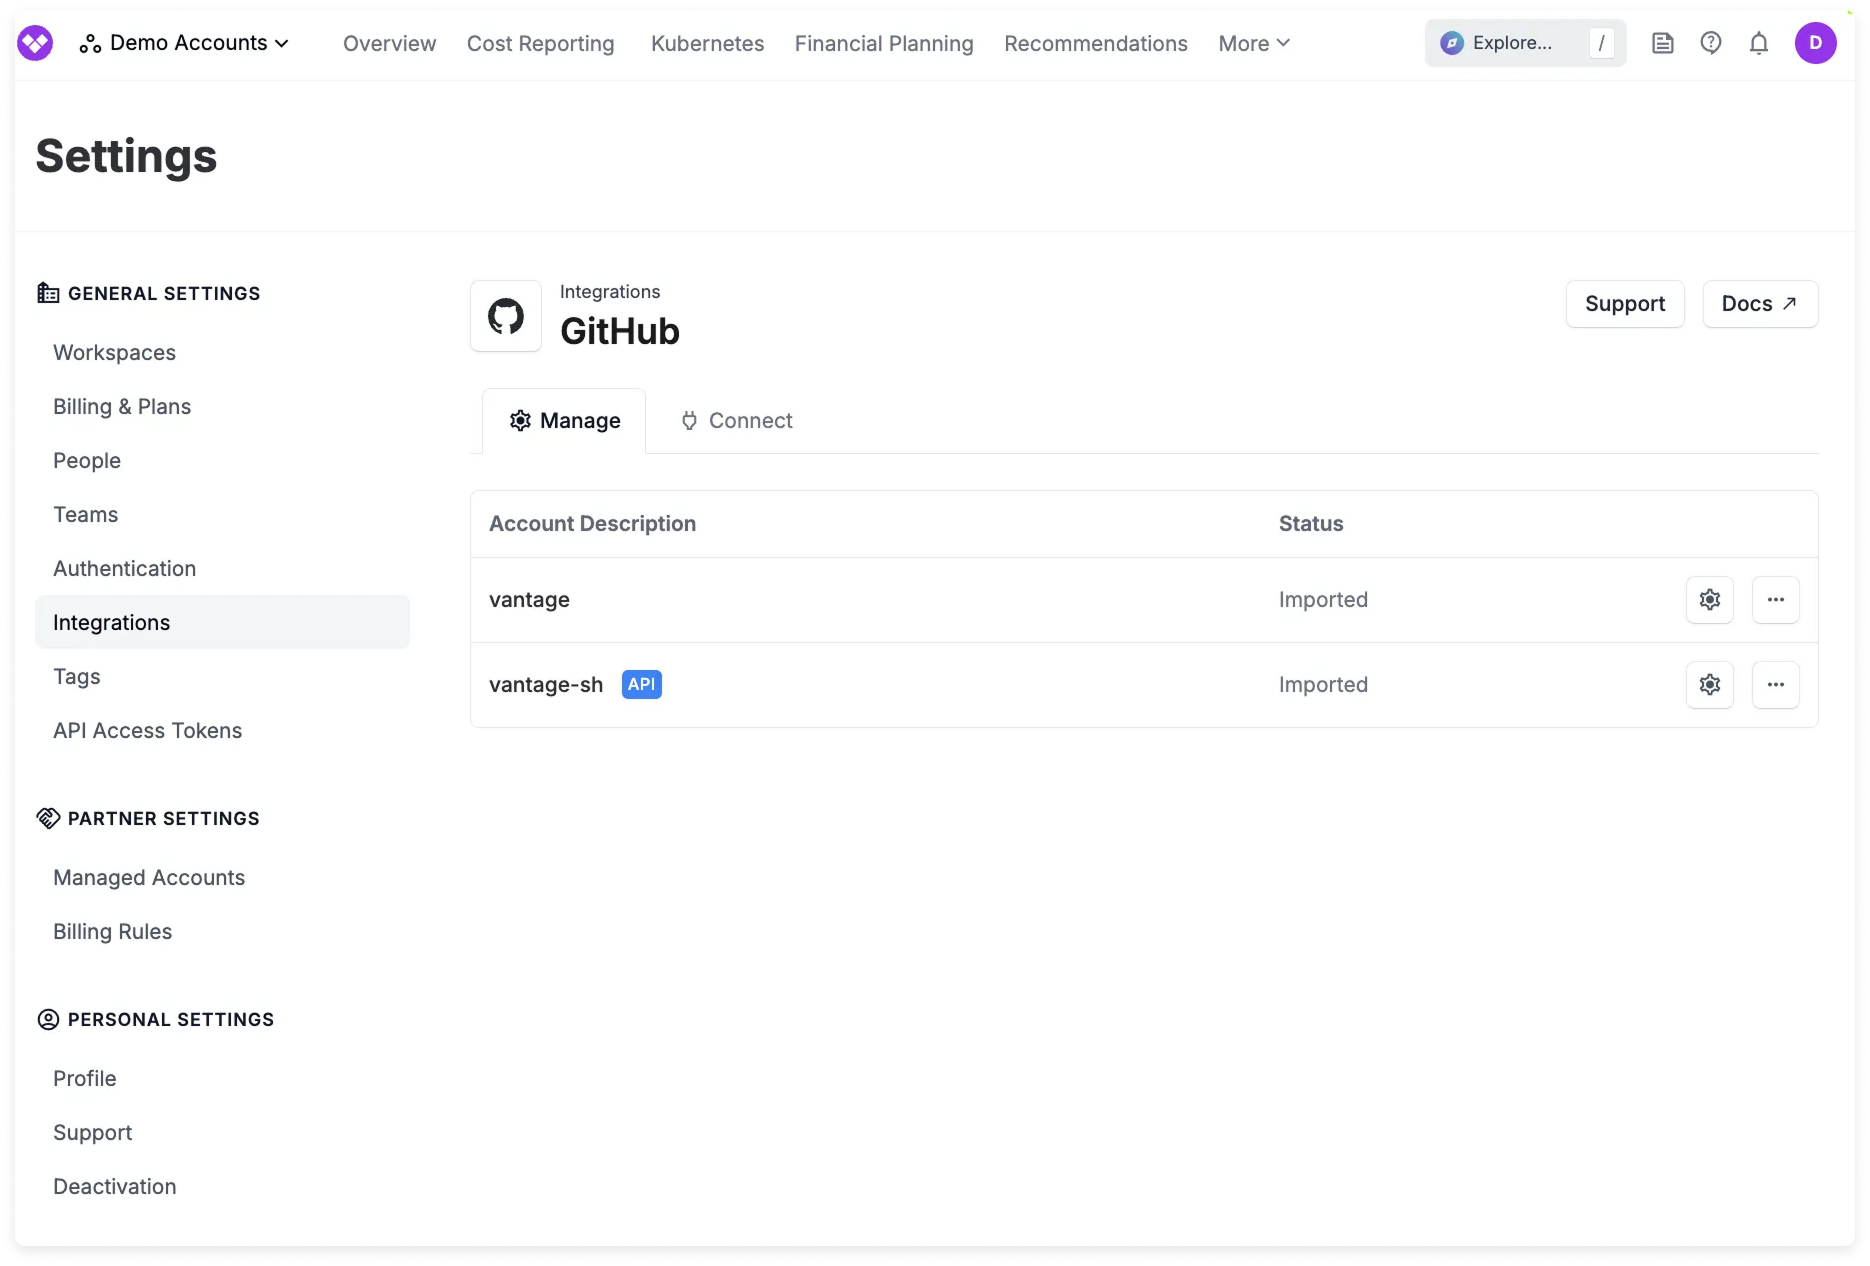 Demo Accounts
Overview
Cost Reporting
Kubernetes
Financial Planning
Recommendations
More
Explore...
/
D
Settings
GENERAL SETTINGS
Workspaces
Billing & Plans
People
Teams
Authentication
Integrations
Tags
API Access Tokens
PARTNER SETTINGS
Managed Accounts
Billing Rules
PERSONAL SETTINGS
Profile
Support
Deactivation
Integrations
GitHub
Support
Docs
Manage
Connect
Account Description
Status
vantage
Imported
vantage-sh
API
Imported